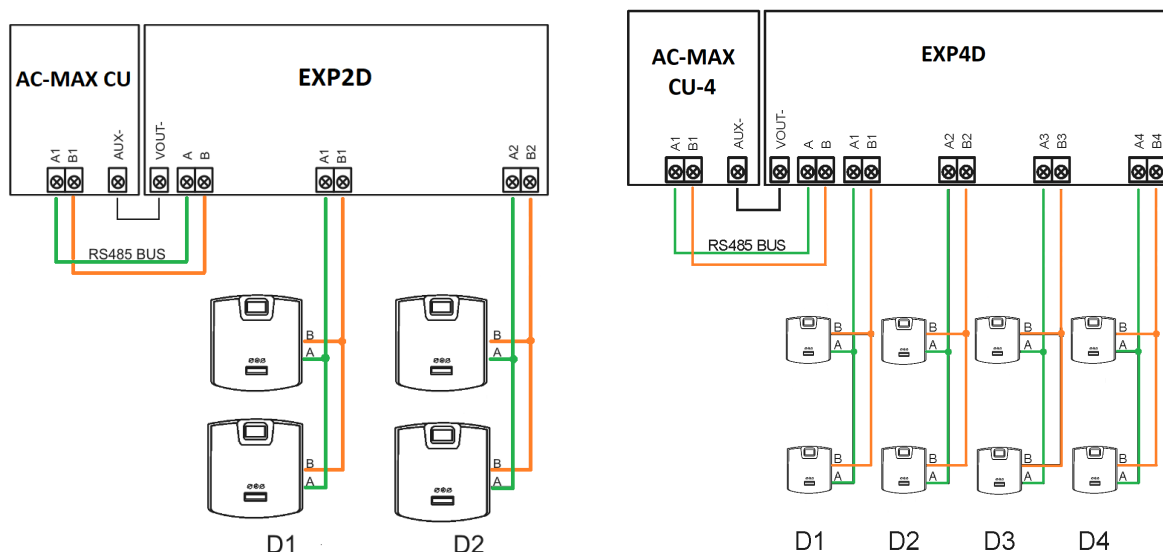 AC-MAX CU
EXP2D
A1 B1 AUX- VOUT- A B A1 B1 A2 B2
RS485 BUS
B
A
B
A
B
A
B
A
D1 D2
AC-MAX
CU-4
EXP4D
A1 B1 AUX- VOUT- A B A1 B1 A2 B2 A3 B3 A4 B4
RS485 BUS
B B B B
A A A A
B B B B
A A A A
D1 D2 D3 D4